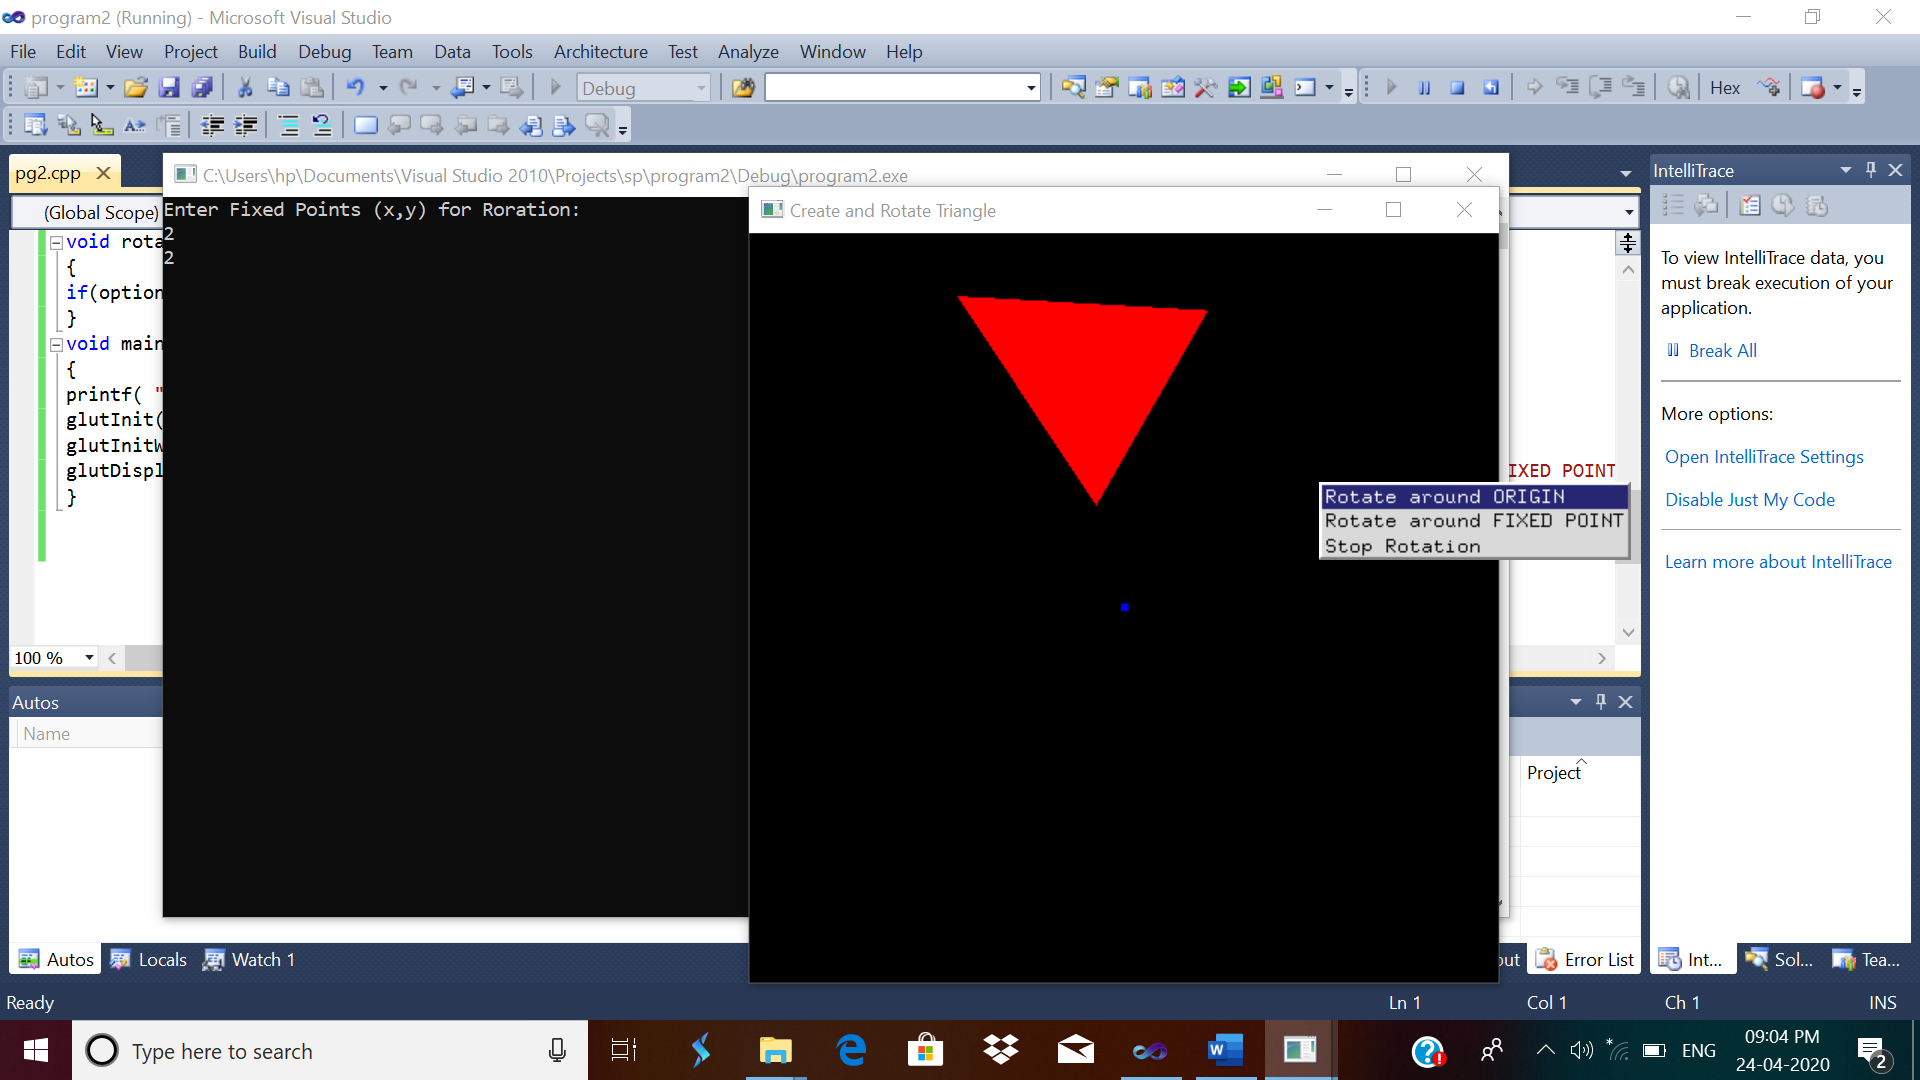 program2 (Running) - Microsoft Visual Studio
File Edit View Project Build Debug Team Data Tools Architecture Test Analyze Window Help
Debug
Hex
pg2.cpp
(Global Scope)
void rota
{
if(option
}
void main
{
printf( "
glutInit(
glutInitW
glutDispl
}
100 %
C:\Users\hp\Documents\Visual Studio 2010\Projects\sp\program2\Debug\program2.exe
Enter Fixed Points (x,y) for Roration:
2
2
Create and Rotate Triangle
IXED POINT
Rotate around ORIGIN
Rotate around FIXED POINT
Stop Rotation
IntelliTrace
To view IntelliTrace data, you
must break execution of your
application.
Break All
More options:
Open IntelliTrace Settings
Disable Just My Code
Learn more about IntelliTrace
Autos
Name
Project
Autos Locals Watch 1
out Error List
Int... Sol... Tea...
Ready
Ln 1 Col 1 Ch 1 INS
Type here to search
ENG
09:04 PM
24-04-2020
2